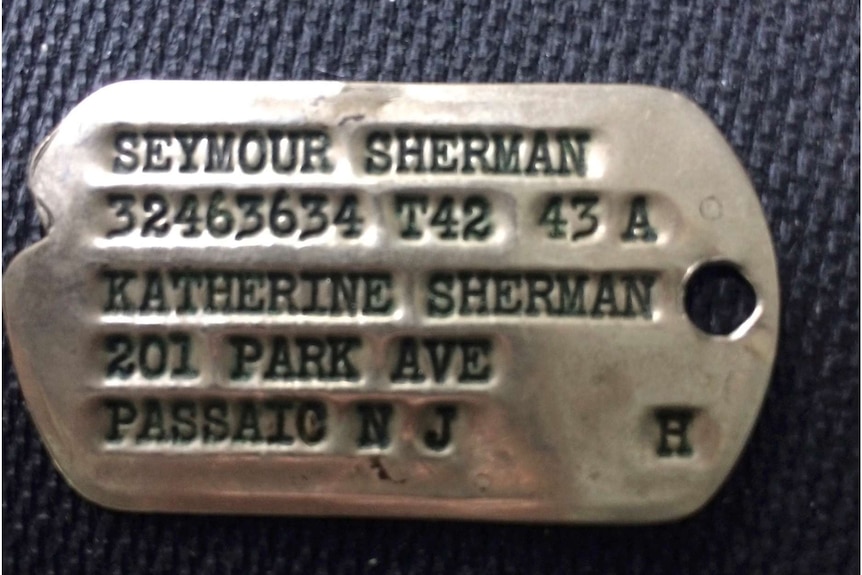 SEYMOUR SHERMAN
32463634 T42 43 A
KATHERINE SHERMAN
201 PARK AVE
PASSAIC N J H